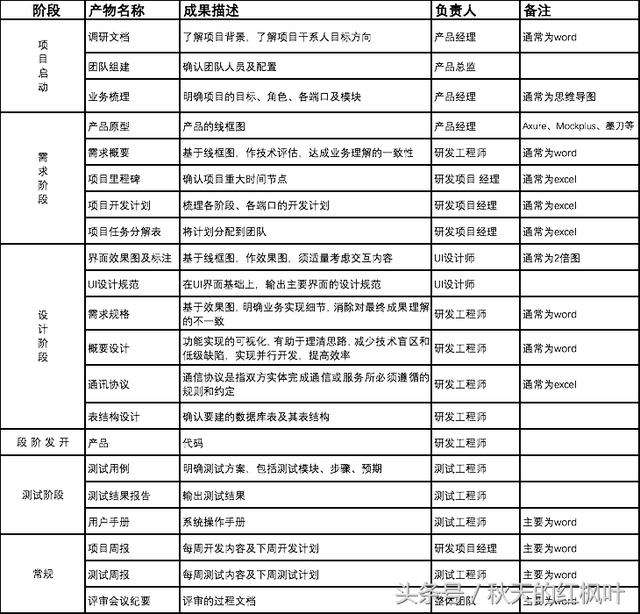 阶段 产物名称 成果描述 负责人 备注
项目启动 调研文档 了解项目背景，了解项目干系人目标方向 产品经理 通常为word
团队组建 确认团队人员及配置 产品总监
业务梳理 明确项目的目标、角色、各端口及模块 产品经理 通常为思维导图
需求阶段 产品原型 产品的线框图 产品经理 Axure、Mockplus、墨刀等
需求概要 基于线框图，作技术评估，达成业务理解的一致性 研发工程师 通常为word
项目里程碑 确认项目重大时间节点 研发项目 经理 通常为excel
项目开发计划 梳理各阶段、各端口的开发计划 研发项目经理 通常为excel
项目任务分解表 将计划分配到团队 研发项目经理 通常为excel
设计阶段 界面效果图及标注 基于线框图，作效果图，须适量考虑交互内容 UI设计师 通常为2倍图
UI设计规范 在UI界面基础上，输出主要界面的设计规范 UI设计师
需求规格 基于效果图，明确业务实现细节，消除对最终成果理解
的不一致 研发工程师 通常为word
概要设计 功能实现的可视化，有助于理清思路，减少技术盲区和
低级缺陷，实现并行开发，提高效率 研发工程师 通常为word
通讯协议 通信协议是指双方实体完成通信或服务所必须遵循的
规则和约定 研发工程师 通常为excel
表结构设计 确认要建的数据库表及其表结构 研发工程师
段阶发开 产品 代码 研发工程师
测试阶段 测试用例 明确测试方案，包括测试模块、步骤、预期 测试工程师
测试结果报告 输出测试结果 测试工程师
用户手册 系统操作手册 测试工程师 主要为word
常规 项目周报 每周开发内容及下周开发计划 研发项目经理 主要为word
测试周报 每周测试内容及下周测试计划 测试工程师 主要为word
评审会议纪要 评审的过程文档 整体团队 主要为word
头条号／秋天的红枫叶